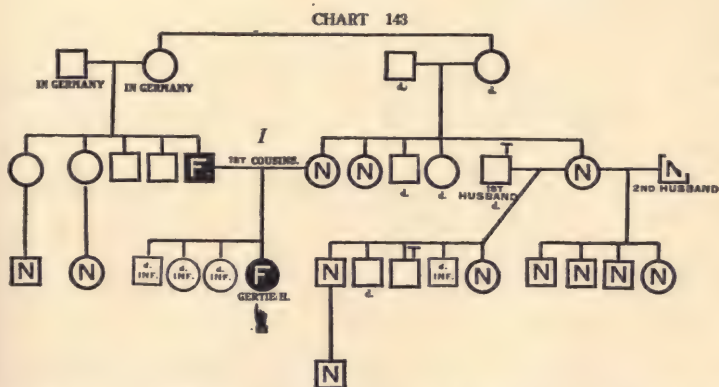 CHART 143
IN GERMANY IN GERMANY d. d.
I
1ST COUSINS.
F N N d. d. T 1ST HUSBAND d. N N 2ND HUSBAND
N N d. INF. d. INF. d. INF. F N d. T d. INF. N N N N N
GERTIE H.
N